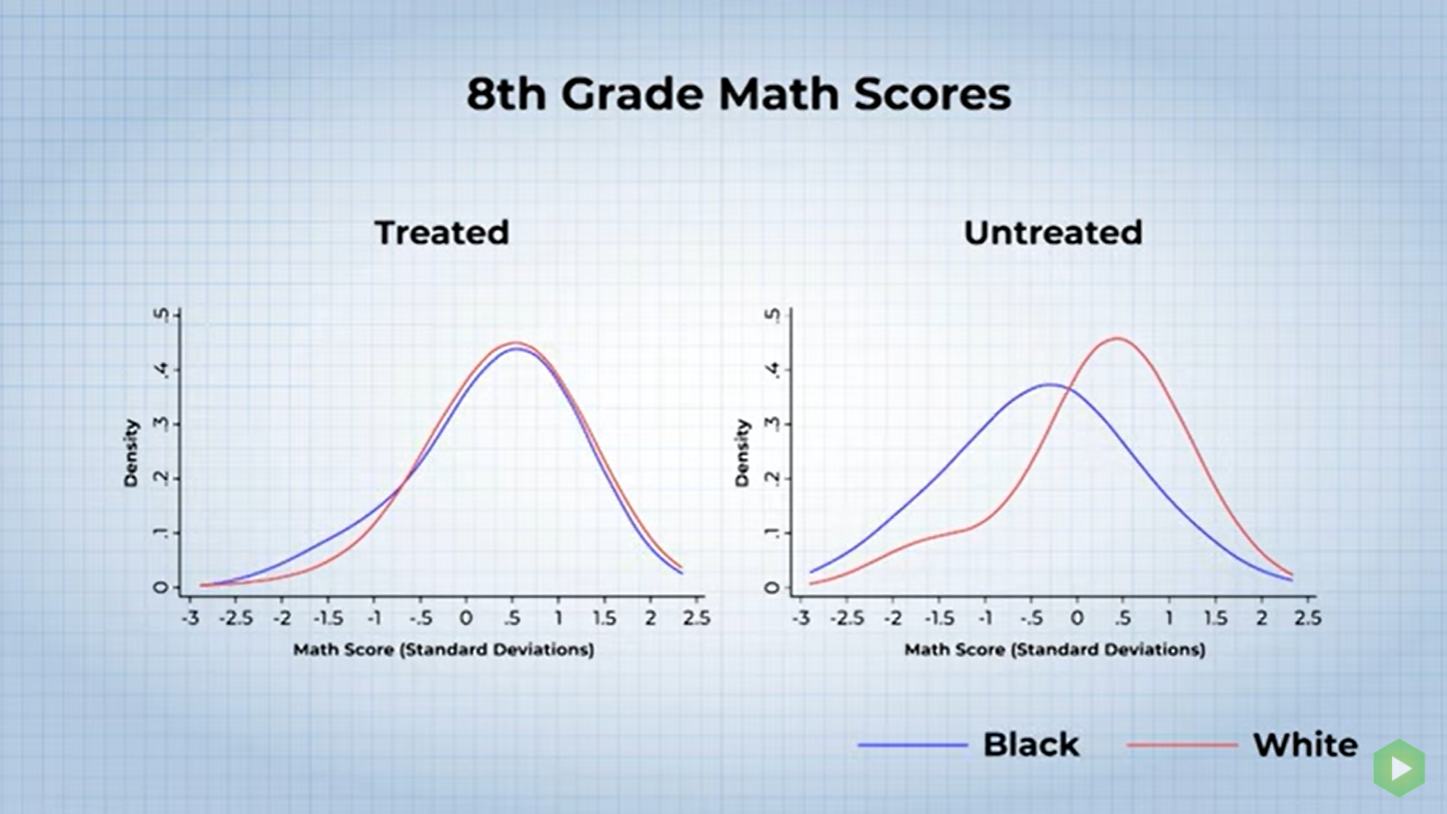 8th Grade Math Scores
Treated
Untreated
.5
.4
.3
.2
.1
0
Density
-3 -2.5 -2 -1.5 -1 -.5 0 .5 1 1.5 2 2.5
Math Score (Standard Deviations)
.5
.4
.3
.2
.1
0
Density
-3 -2.5 -2 -1.5 -1 -.5 0 .5 1 1.5 2 2.5
Math Score (Standard Deviations)
Black White